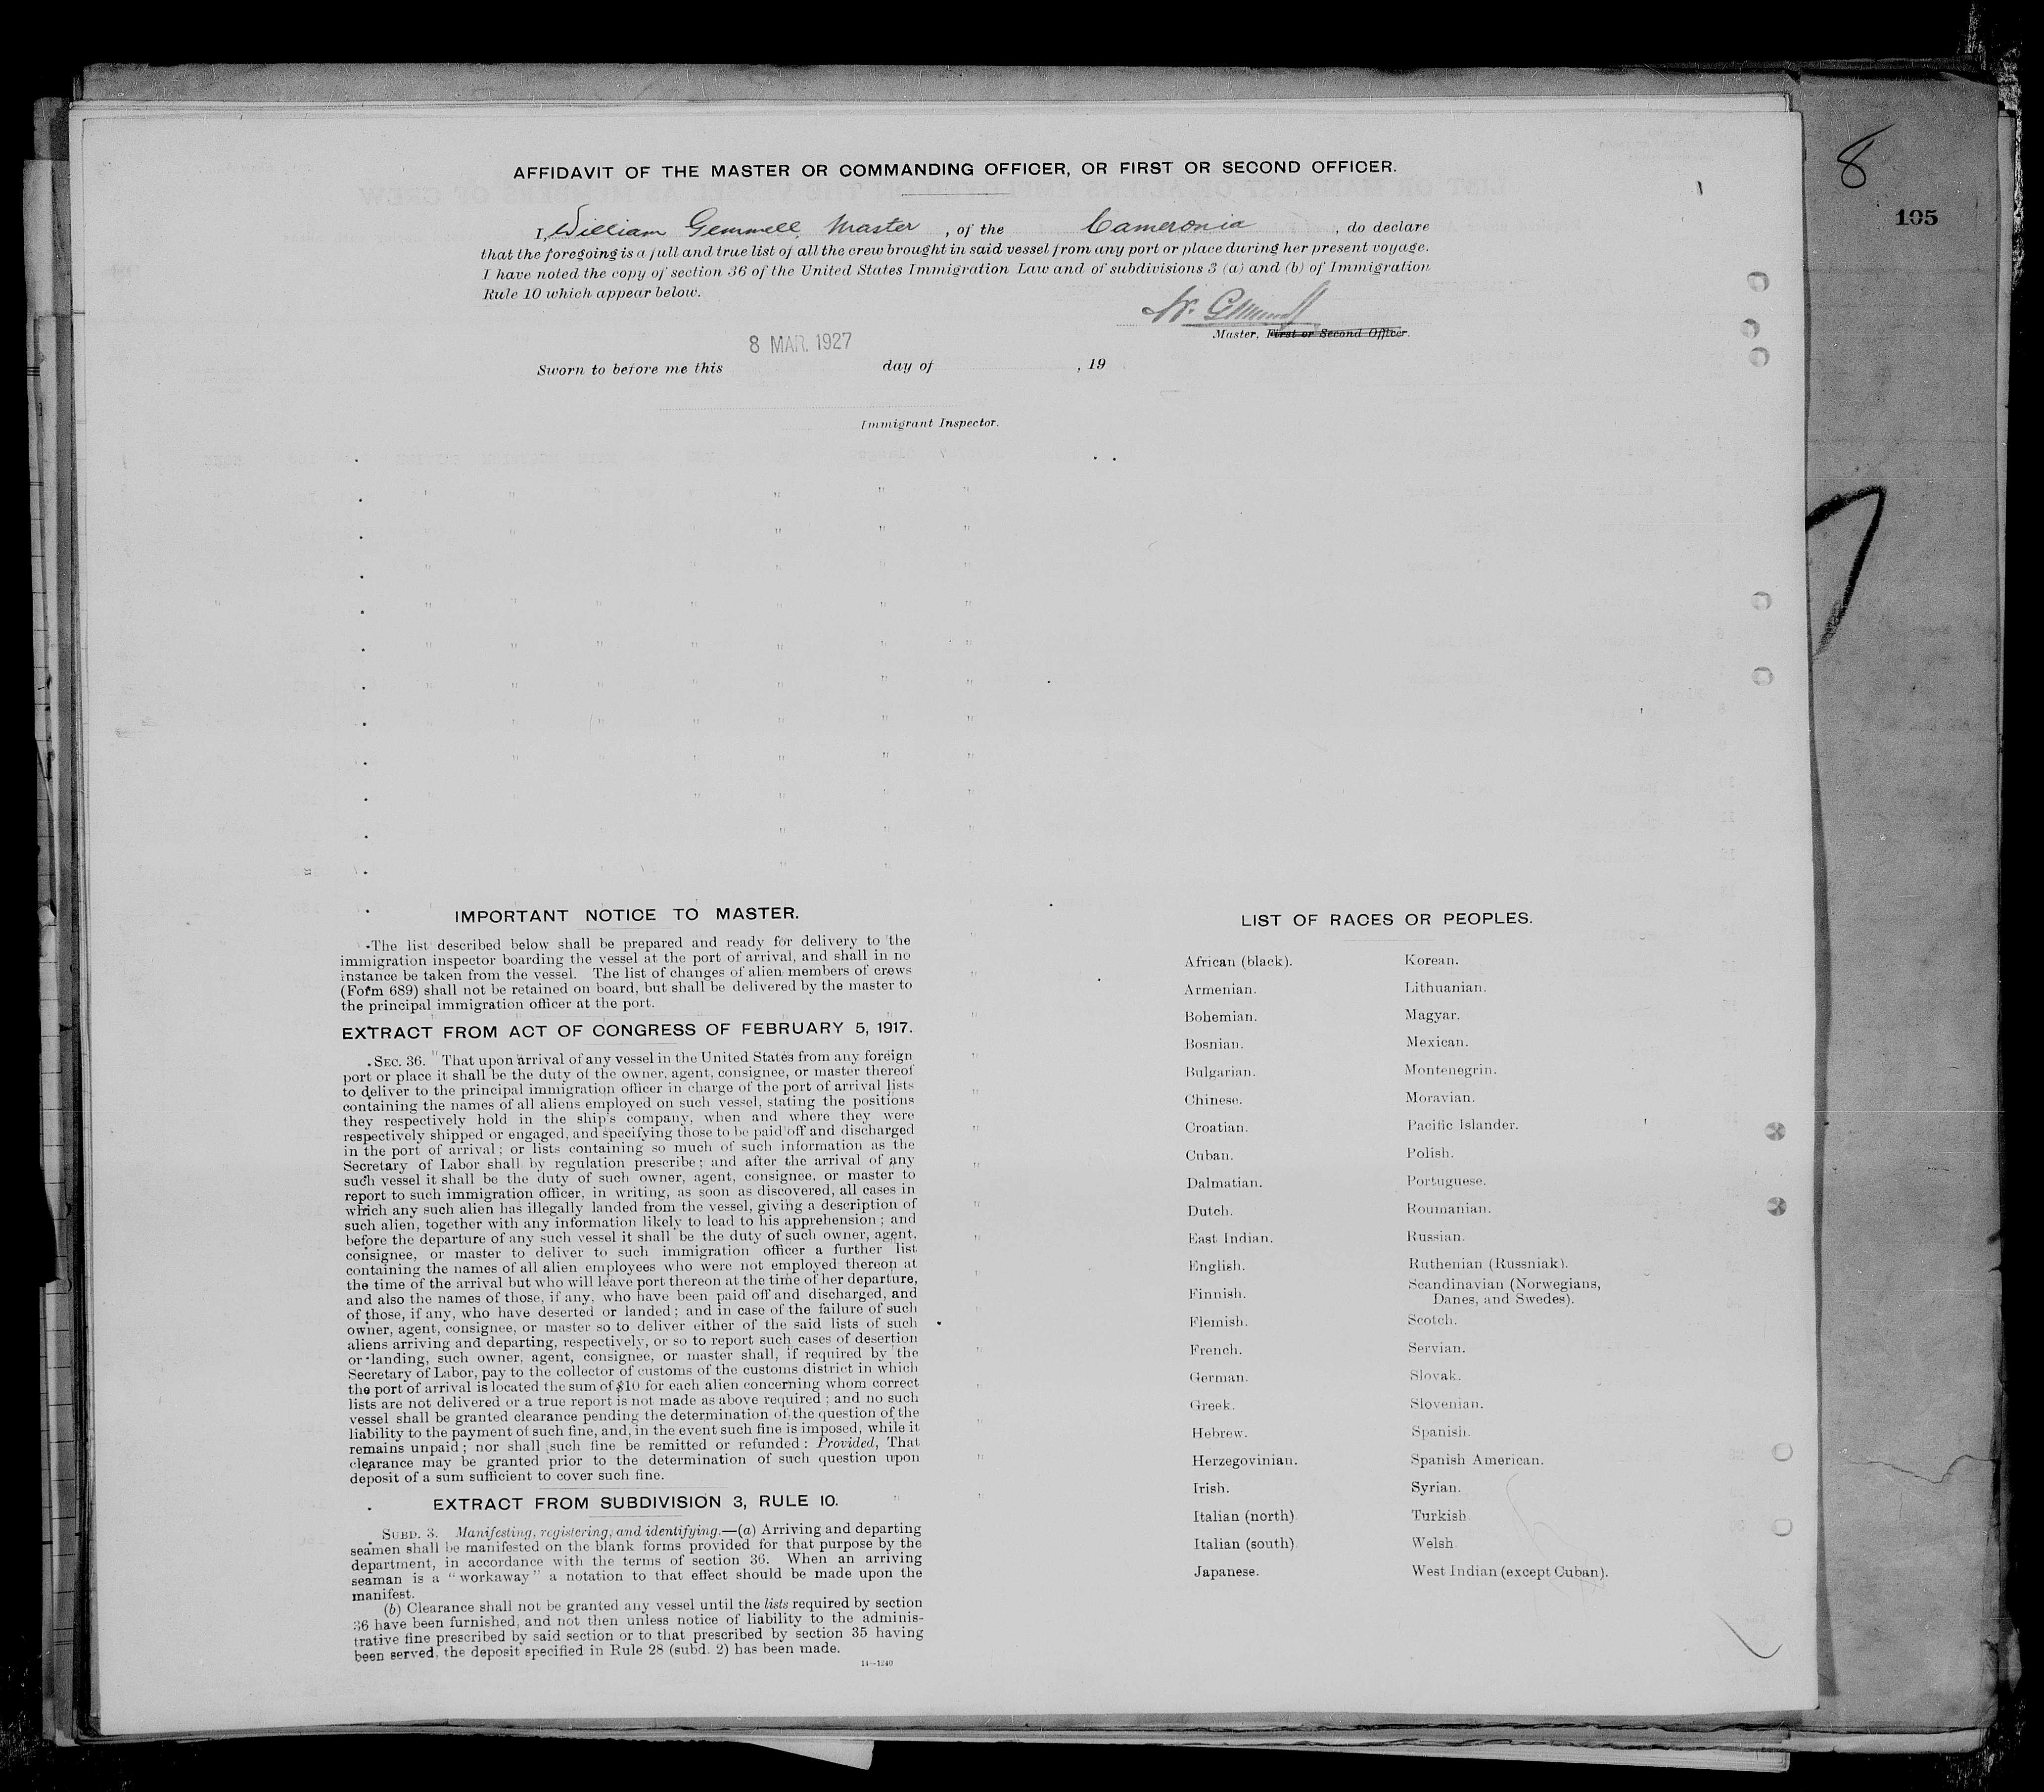 8
105
AFFIDAVIT OF THE MASTER OR COMMANDING OFFICER, OR FIRST OR SECOND OFFICER.
I, William Gemmell, Master , of the Cameronia , do declare
that the foregoing is a full and true list of all the crew brought in said vessel from any port or place during her present voyage.
I have noted the copy of section 36 of the United States Immigration Law and of subdivisions 3 (a) and (b) of Immigration
Rule 10 which appear below.
W. Gemmell
Master, First or Second Officer.
8 MAR. 1927
Sworn to before me this day of , 19
Immigrant Inspector.
IMPORTANT NOTICE TO MASTER.
The list described below shall be prepared and ready for delivery to the
immigration inspector boarding the vessel at the port of arrival, and shall in no
instance be taken from the vessel. The list of changes of alien members of crews
(Form 689) shall not be retained on board, but shall be delivered by the master to
the principal immigration officer at the port.
EXTRACT FROM ACT OF CONGRESS OF FEBRUARY 5, 1917.
SEC. 36. That upon arrival of any vessel in the United States from any foreign
port or place it shall be the duty of the owner, agent, consignee, or master thereof
to deliver to the principal immigration officer in charge of the port of arrival lists
containing the names of all aliens employed on such vessel, stating the positions
they respectively hold in the ship's company, when and where they were
respectively shipped or engaged, and specifying those to be paid off and discharged
in the port of arrival; or lists containing so much of such information as the
Secretary of Labor shall by regulation prescribe; and after the arrival of any
such vessel it shall be the duty of such owner, agent, consignee, or master to
report to such immigration officer, in writing, as soon as discovered, all cases in
which any such alien has illegally landed from the vessel, giving a description of
such alien, together with any information likely to lead to his apprehension; and
before the departure of any such vessel it shall be the duty of such owner, agent,
consignee, or master to deliver to such immigration officer a further list
containing the names of all alien employees who were not employed thereon at
the time of the arrival but who will leave port thereon at the time of her departure,
and also the names of those, if any, who have been paid off and discharged, and
of those, if any, who have deserted or landed; and in case of the failure of such
owner, agent, consignee, or master so to deliver either of the said lists of such
aliens arriving and departing, respectively, or so to report such cases of desertion
or landing, such owner, agent, consignee, or master shall, if required by the
Secretary of Labor, pay to the collector of customs of the customs district in which
the port of arrival is located the sum of $10 for each alien concerning whom correct
lists are not delivered or a true report is not made as above required; and no such
vessel shall be granted clearance pending the determination of the question of the
liability to the payment of such fine, and, in the event such fine is imposed, while it
remains unpaid; nor shall such fine be remitted or refunded: Provided, That
clearance may be granted prior to the determination of such question upon
deposit of a sum sufficient to cover such fine.
EXTRACT FROM SUBDIVISION 3, RULE 10.
SUBD. 3. Manifesting, registering, and identifying.—(a) Arriving and departing
seamen shall be manifested on the blank forms provided for that purpose by the
department, in accordance with the terms of section 36. When an arriving
seaman is a "workaway" a notation to that effect should be made upon the
manifest.
(b) Clearance shall not be granted any vessel until the lists required by section
36 have been furnished, and not then unless notice of liability to the adminis-
trative fine prescribed by said section or to that prescribed by section 35 having
been served, the deposit specified in Rule 28 (subd. 2) has been made.
14—1240
LIST OF RACES OR PEOPLES.
African (black).
Armenian.
Bohemian.
Bosnian.
Bulgarian.
Chinese.
Croatian.
Cuban.
Dalmatian.
Dutch.
East Indian.
English.
Finnish.
Flemish.
French.
German.
Greek.
Hebrew.
Herzegovinian.
Irish.
Italian (north).
Italian (south).
Japanese.
Korean.
Lithuanian.
Magyar.
Mexican.
Montenegrin.
Moravian.
Pacific Islander.
Polish.
Portuguese.
Roumanian.
Russian.
Ruthenian (Russniak).
Scandinavian (Norwegians,
Danes, and Swedes).
Scotch.
Servian.
Slovak.
Slovenian.
Spanish.
Spanish American.
Syrian.
Turkish.
Welsh.
West Indian (except Cuban).